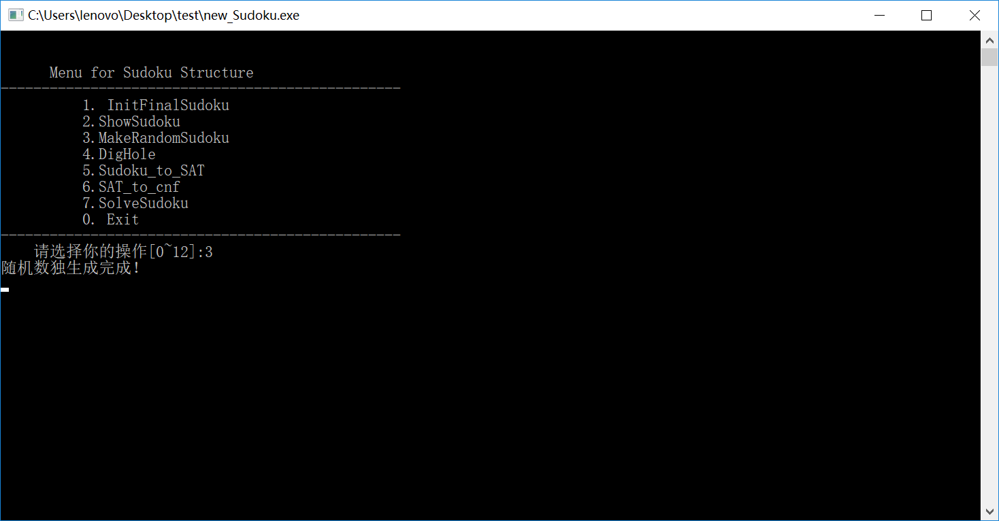 C:\Users\lenovo\Desktop\test\new_Sudoku.exe
Menu for Sudoku Structure
-------------------------------------------------
1. InitFinalSudoku
2.ShowSudoku
3.MakeRandomSudoku
4.DigHole
5.Sudoku_to_SAT
6.SAT_to_cnf
7.SolveSudoku
0. Exit
-------------------------------------------------
请选择你的操作[0~12]:3
随机数独生成完成!